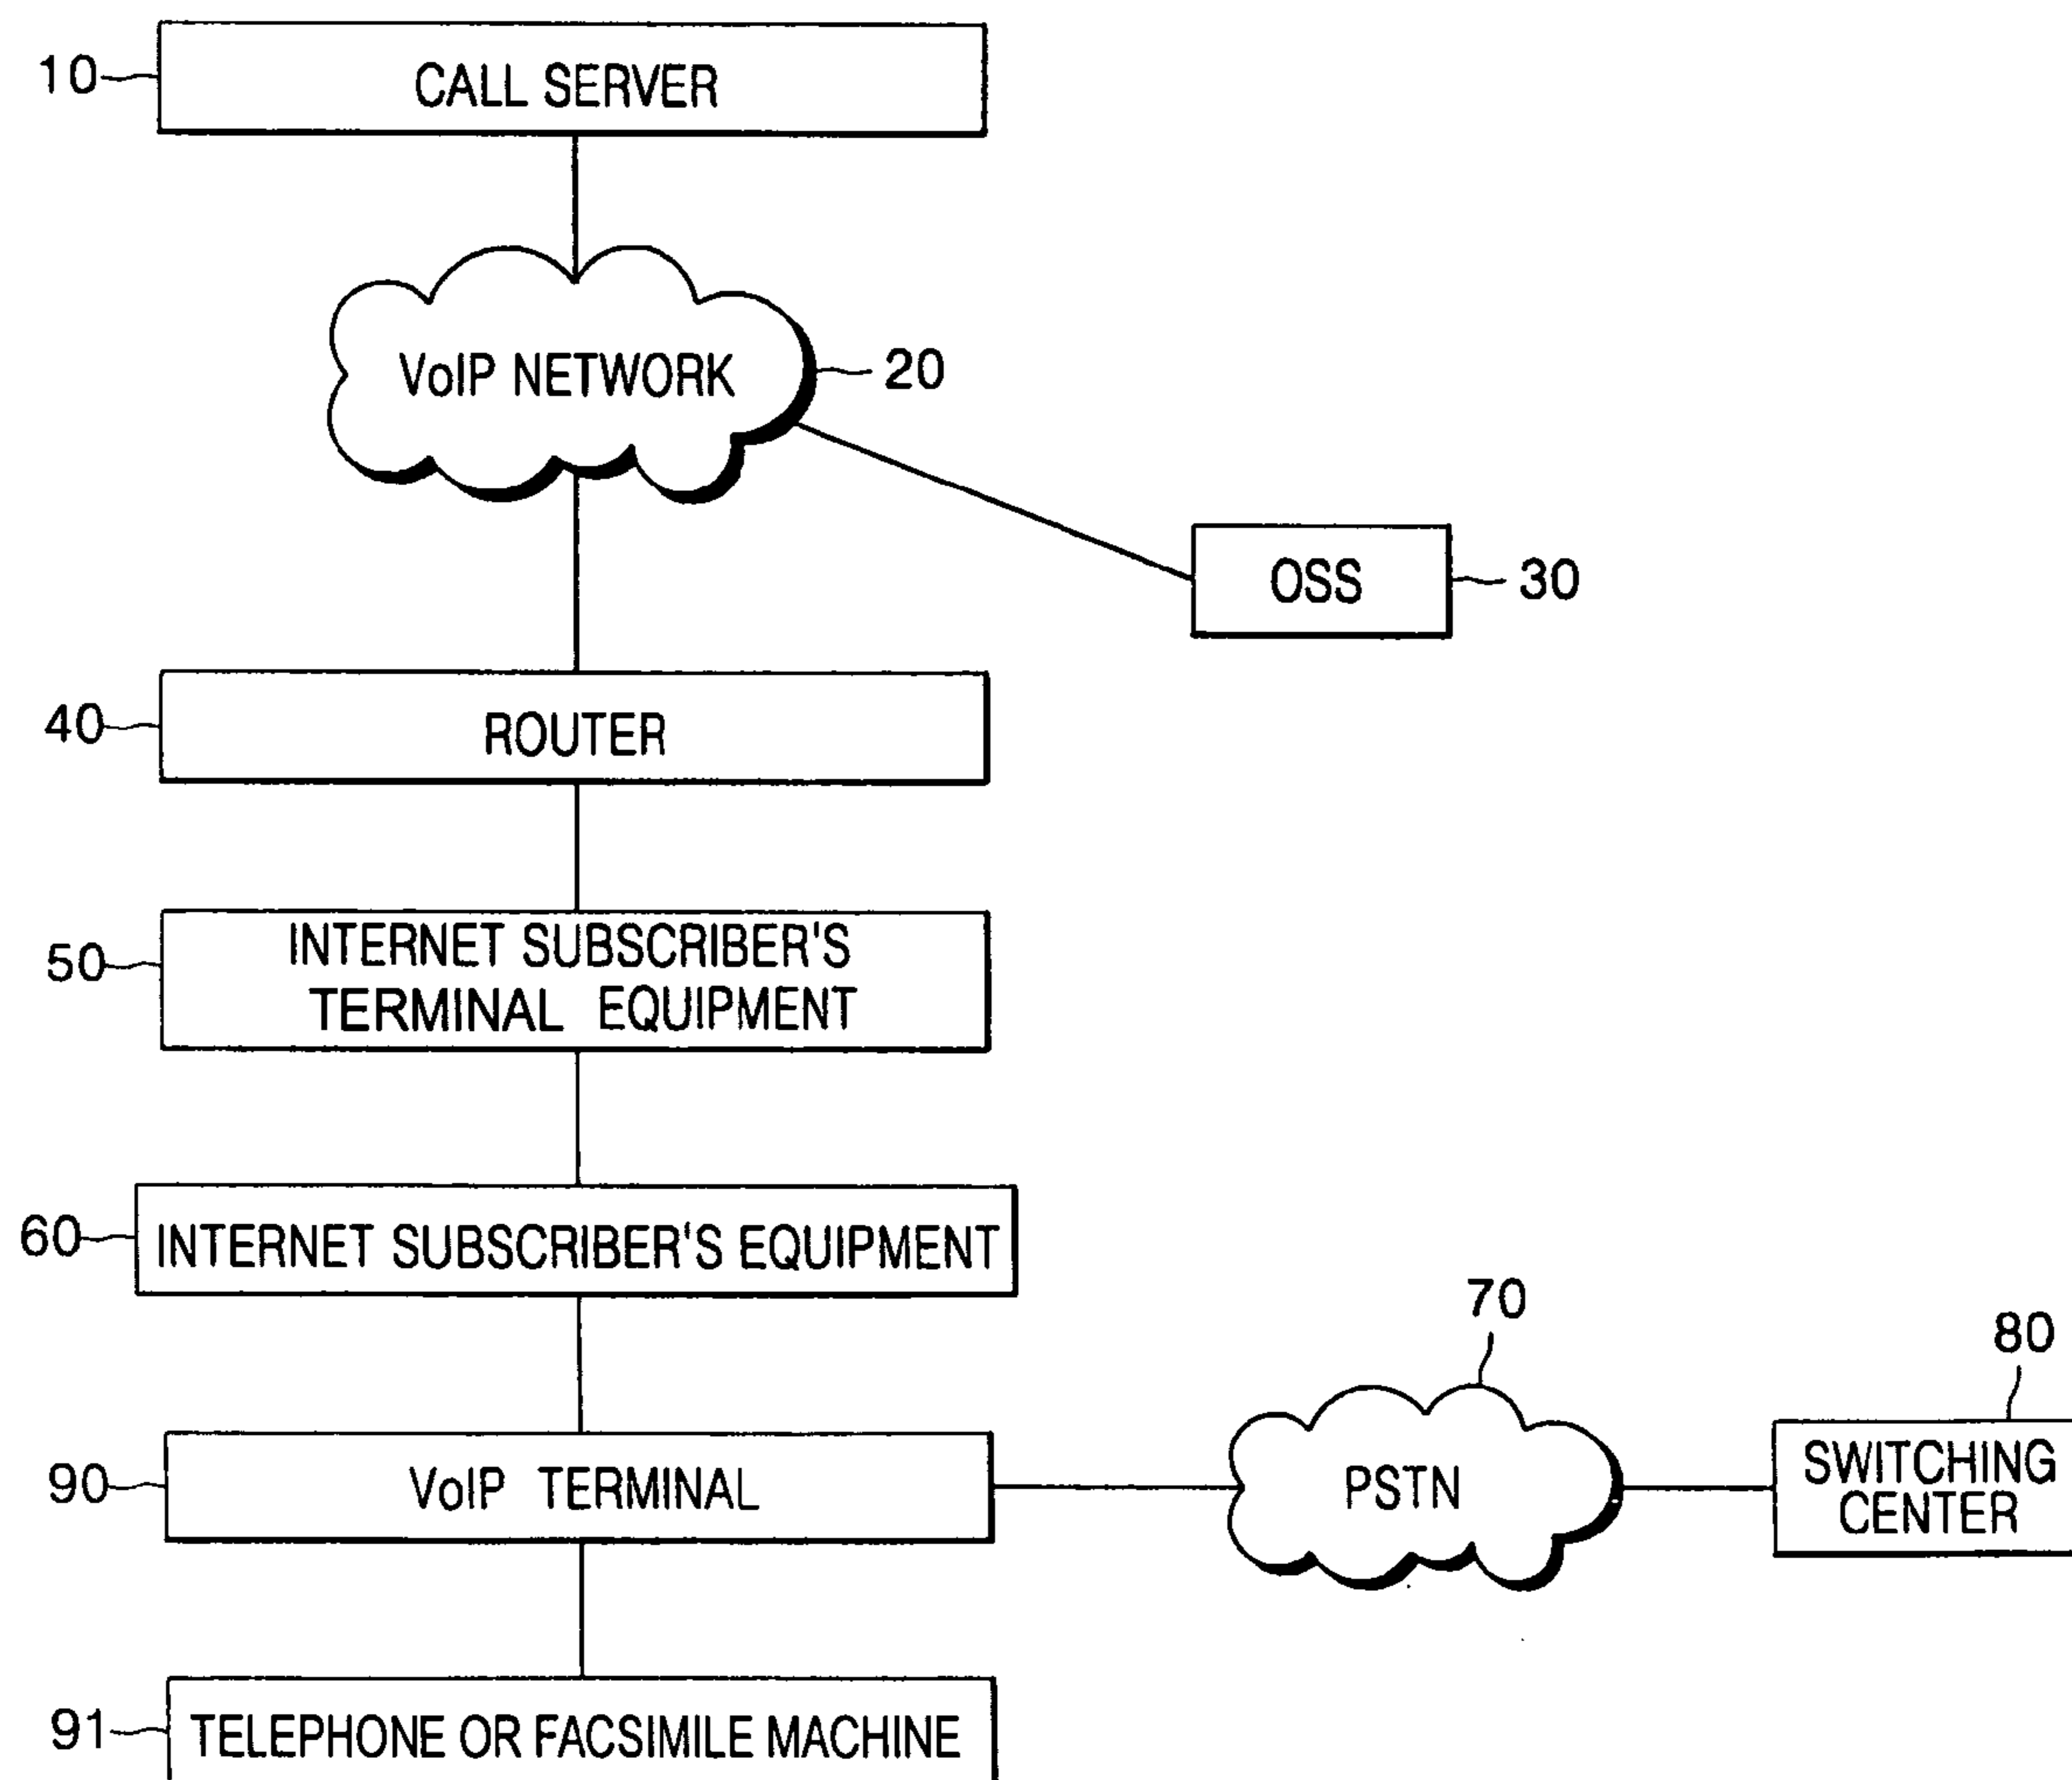 10
CALL SERVER
VoIP NETWORK
20
OSS
30
40
ROUTER
50
INTERNET SUBSCRIBER'S
TERMINAL EQUIPMENT
60
INTERNET SUBSCRIBER'S EQUIPMENT
70
80
90
VoIP TERMINAL
PSTN
SWITCHING
CENTER
91
TELEPHONE OR FACSIMILE MACHINE